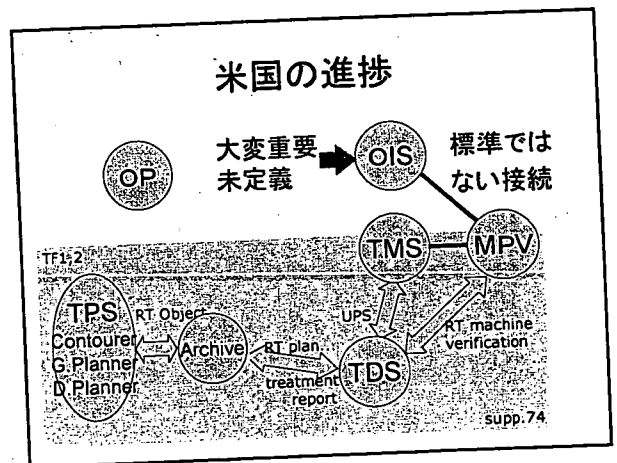 米国の進捗
OP
大変重要
未定義
OIS
標準では
ない接続
TF1-2
TMS
MPV
TPS
Contourer
G Planner
D Planner
RT Object
Archive
RT plan
treatment
report
UPS
TDS
RT machine
verification
supp.74